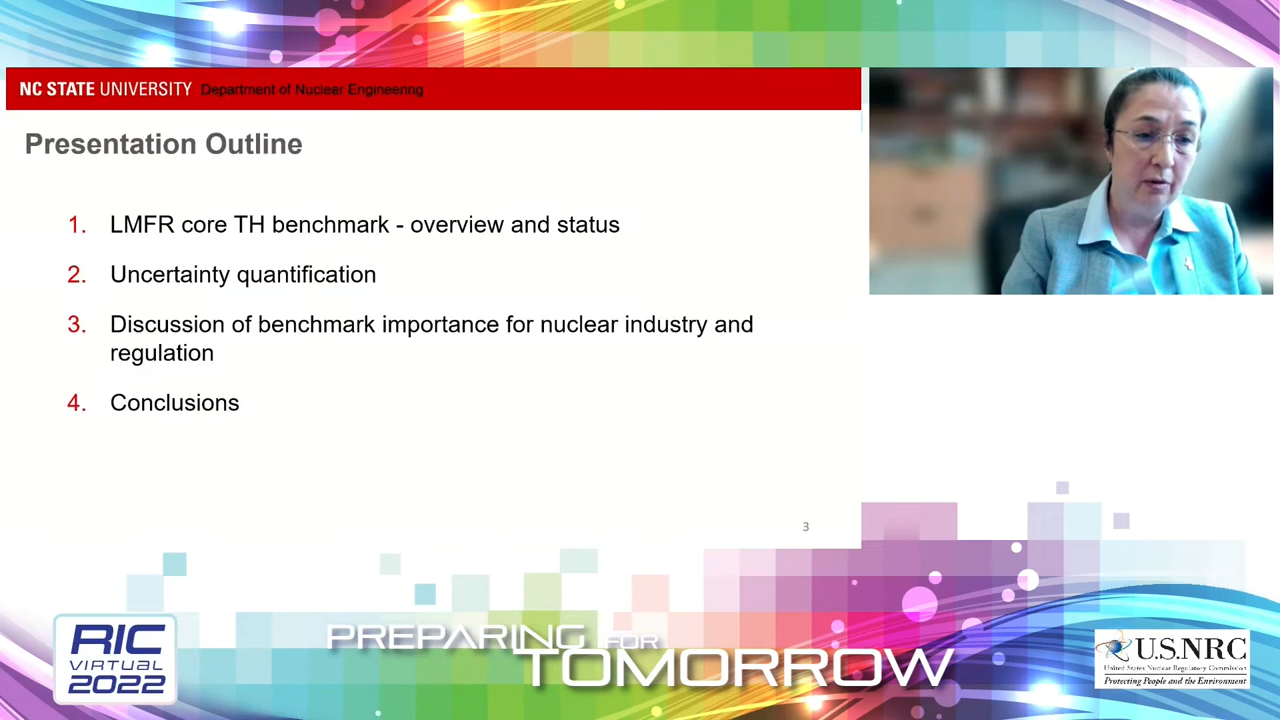 NC STATE UNIVERSITY Department of Nuclear Engineering
Presentation Outline
1. LMFR core TH benchmark - overview and status
2. Uncertainty quantification
3. Discussion of benchmark importance for nuclear industry and
regulation
4. Conclusions
3
RIC
VIRTUAL
2022
PREPARING FOR
TOMORROW
U.S.NRC
United States Nuclear Regulatory Commission
Protecting People and the Environment